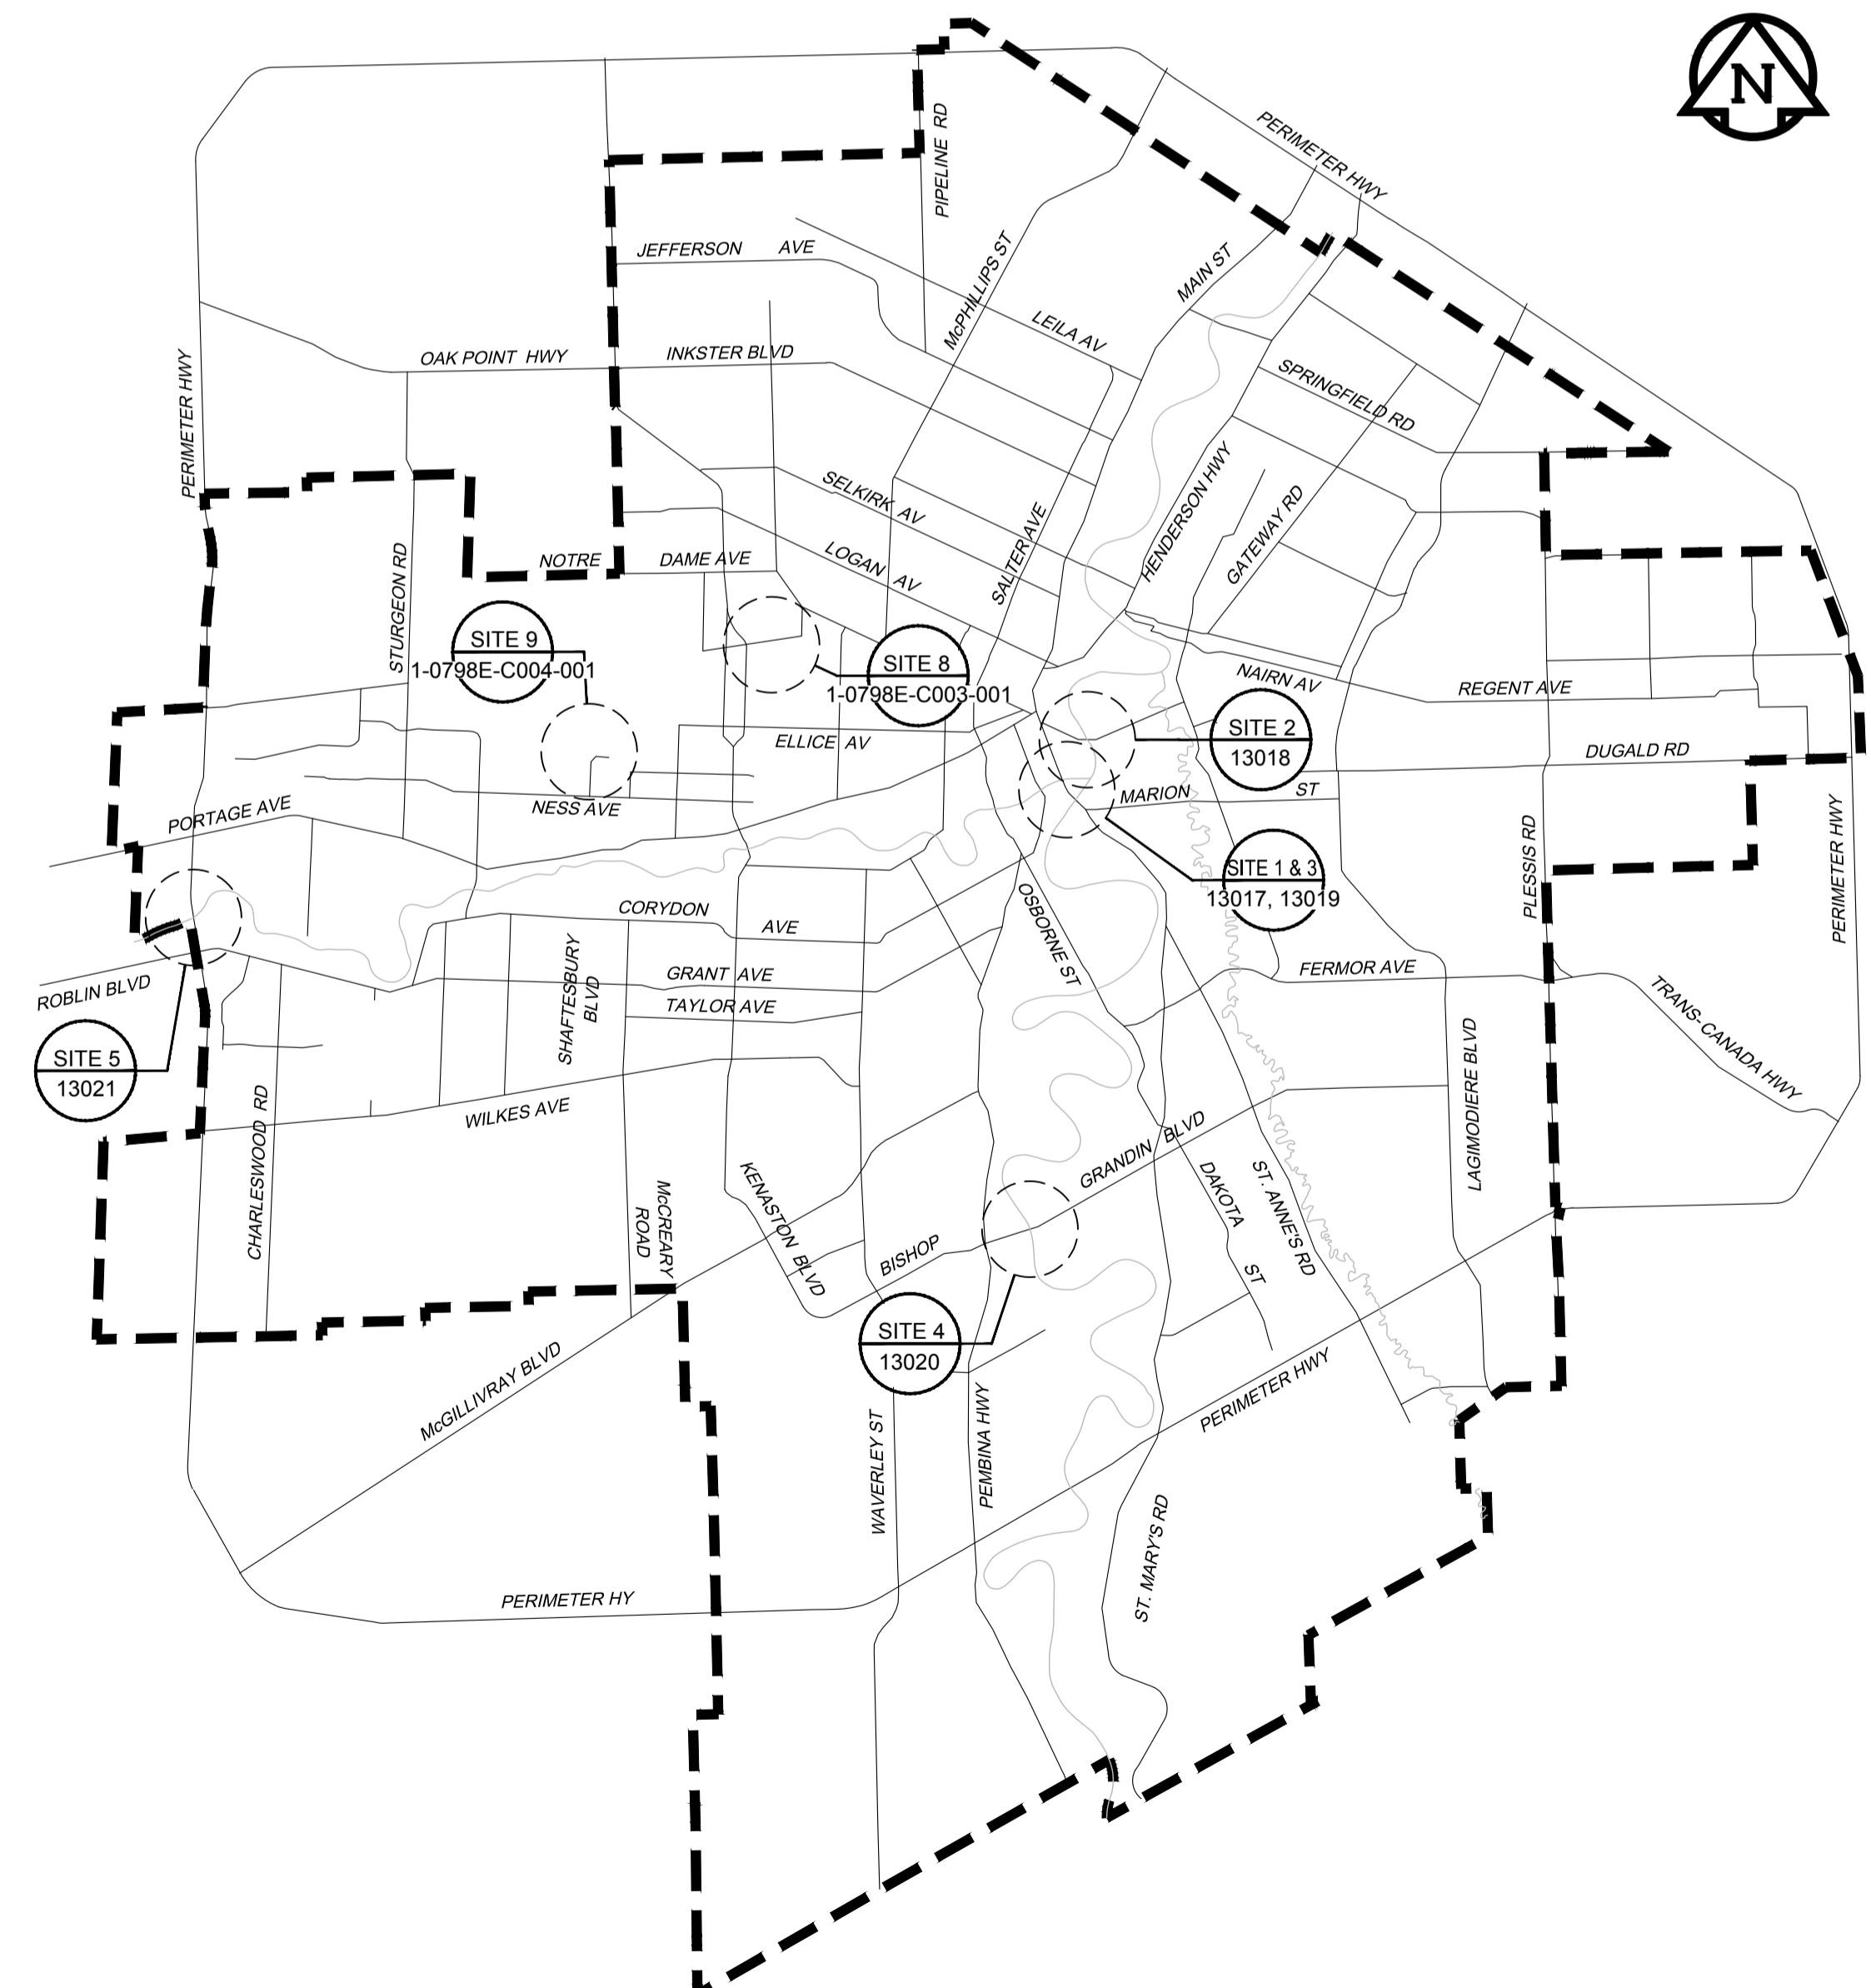 N
PERIMETER HWY
PIPELINE RD
JEFFERSON AVE
McPHILLIPS ST
MAIN ST
LEILA AV
OAK POINT HWY
INKSTER BLVD
PERIMETER HWY
SPRINGFIELD RD
SELKIRK AV
HENDERSON HWY
GATEWAY RD
NOTRE DAME AVE
LOGAN AV
SALTER AVE
STURGEON RD
SITE 9
1-0798E-C004-001
SITE 8
1-0798E-C003-001
NAIRN AV
REGENT AVE
SITE 2
13018
ELLICE AV
DUGALD RD
NESS AVE
MARION ST
PORTAGE AVE
SITE 1 & 3
13017, 13019
PLESSIS RD
PERIMETER HWY
CORYDON AVE
OSBORNE ST
SHAFTESBURY
BLVD
GRANT AVE
FERMOR AVE
ROBLIN BLVD
TAYLOR AVE
TRANS-CANADA HWY
SITE 5
13021
LAGIMODIERE BLVD
CHARLESWOOD RD
WILKES AVE
GRANDIN BLVD
McCREARY
ROAD
KENASTON BLVD
DAKOTA ST
ST. ANNE'S RD
BISHOP
SITE 4
13020
McGILLIVRAY BLVD
PERIMETER HWY
WAVERLEY ST
PEMBINA HWY
ST. MARY'S RD
PERIMETER HY